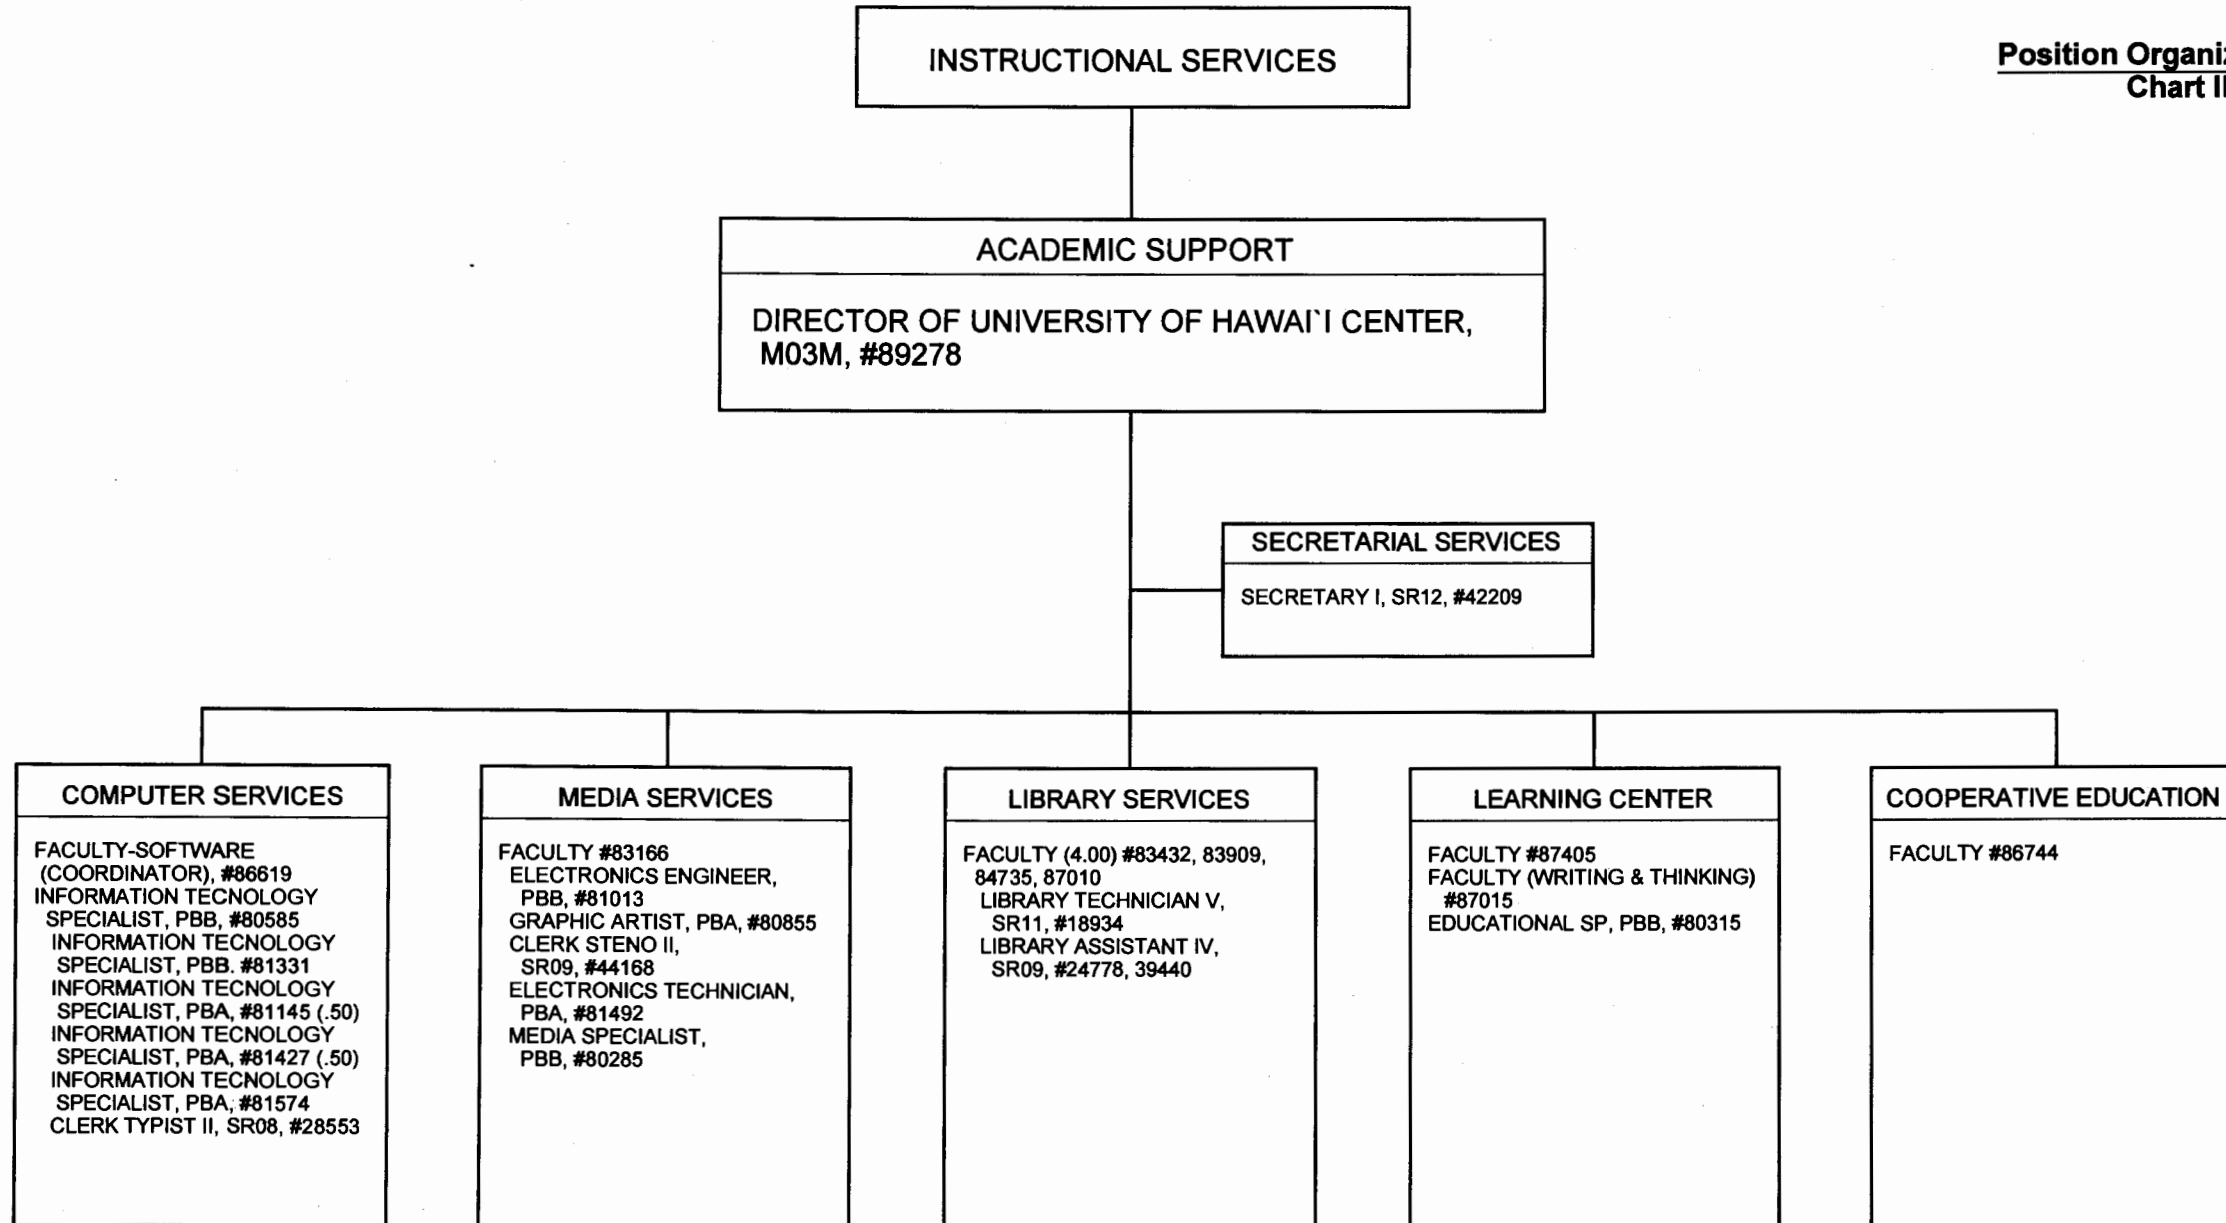 INSTRUCTIONAL SERVICES
Position Organiz
Chart II
ACADEMIC SUPPORT
DIRECTOR OF UNIVERSITY OF HAWAI`I CENTER,
M03M, #89278
SECRETARIAL SERVICES
SECRETARY I, SR12, #42209
COMPUTER SERVICES
FACULTY-SOFTWARE
(COORDINATOR), #86619
INFORMATION TECNOLOGY
SPECIALIST, PBB, #80585
INFORMATION TECNOLOGY
SPECIALIST, PBB. #81331
INFORMATION TECNOLOGY
SPECIALIST, PBA, #81145 (.50)
INFORMATION TECNOLOGY
SPECIALIST, PBA, #81427 (.50)
INFORMATION TECNOLOGY
SPECIALIST, PBA, #81574
CLERK TYPIST II, SR08, #28553
MEDIA SERVICES
FACULTY #83166
ELECTRONICS ENGINEER,
PBB, #81013
GRAPHIC ARTIST, PBA, #80855
CLERK STENO II,
SR09, #44168
ELECTRONICS TECHNICIAN,
PBA, #81492
MEDIA SPECIALIST,
PBB, #80285
LIBRARY SERVICES
FACULTY (4.00) #83432, 83909,
84735, 87010
LIBRARY TECHNICIAN V,
SR11, #18934
LIBRARY ASSISTANT IV,
SR09, #24778, 39440
LEARNING CENTER
FACULTY #87405
FACULTY (WRITING & THINKING)
#87015
EDUCATIONAL SP, PBB, #80315
COOPERATIVE EDUCATION
FACULTY #86744